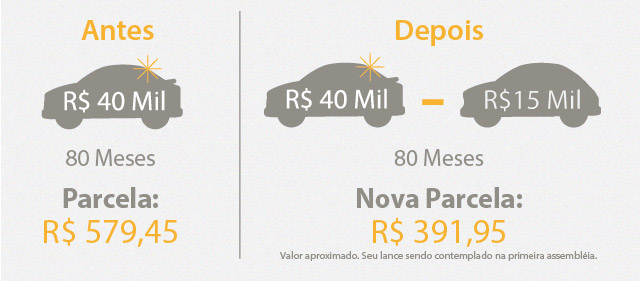 Antes
R$ 40 Mil
80 Meses
Parcela:
R$ 579,45
Depois
R$ 40 Mil – R$15 Mil
80 Meses
Nova Parcela:
R$ 391,95
Valor aproximado. Seu lance sendo contemplado na primeira assembléia.